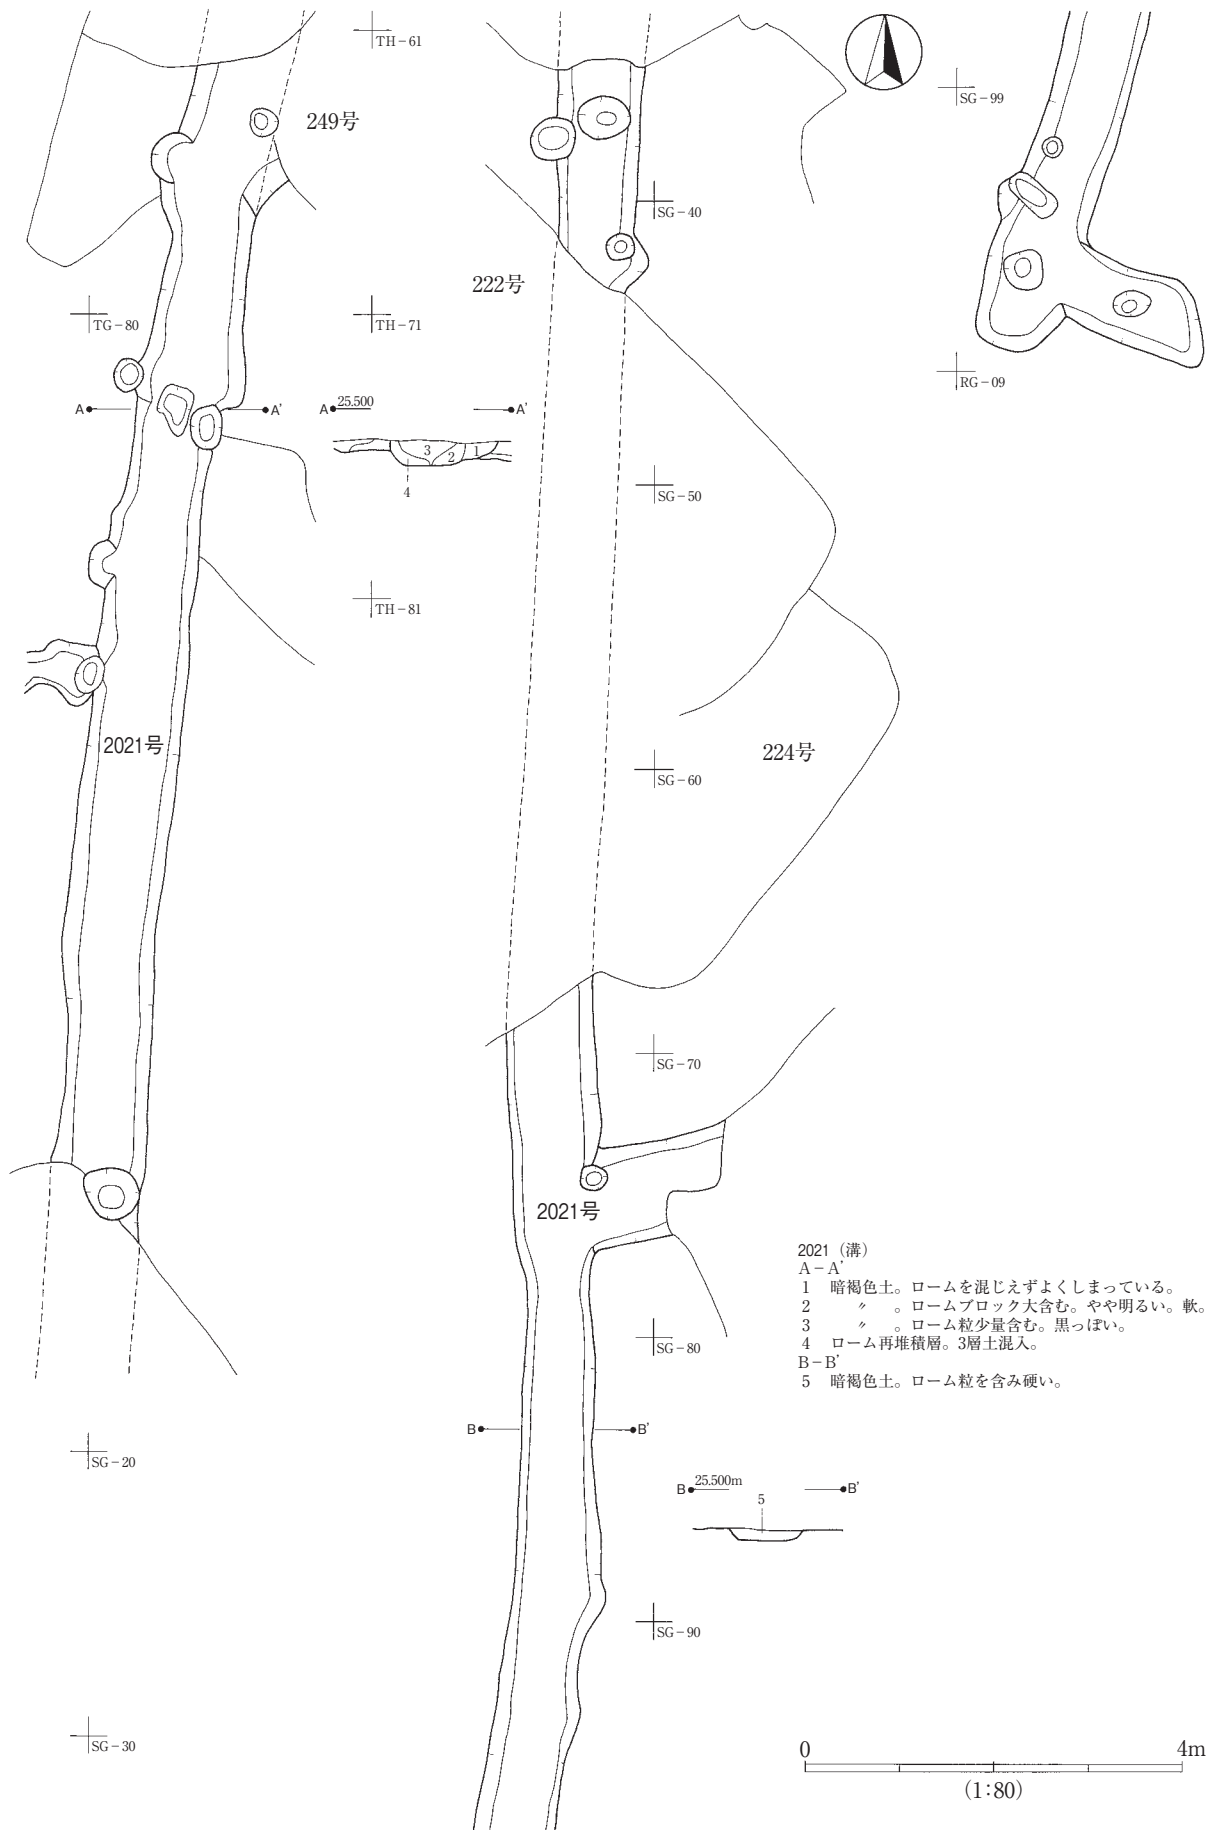 TH-61
249号
SG-99
SG-40
222号
TG-80
TH-71
RG-09
A
A'
A
25.500
A'
3
2
1
4
SG-50
TH-81
2021号
224号
SG-60
SG-70
2021号
2021（溝）
A-A'
1 暗褐色土。ロームを混じえずよくしまっている。
2 〃 。ロームブロック大含む。やや明るい。軟。
3 〃 。ローム粒少量含む。黒っぽい。
4 ローム再堆積層。3層土混入。
B-B'
5 暗褐色土。ローム粒を含み硬い。
SG-80
B
B'
SG-20
B
25.500m
B'
5
SG-90
SG-30
0
4m
(1:80)